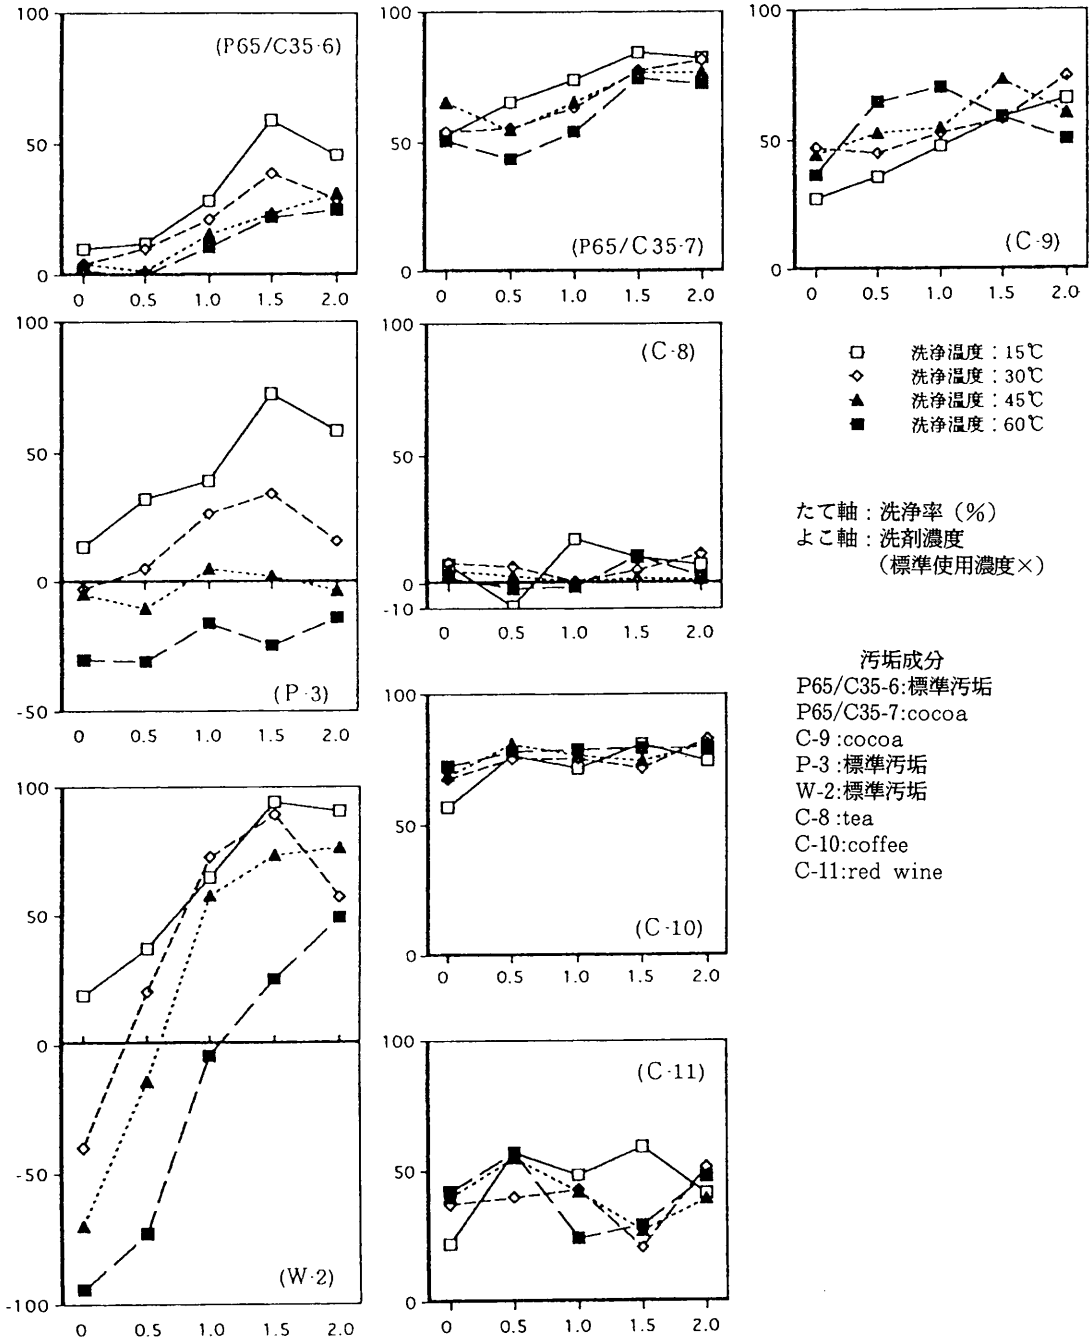 100
50
0
(P65/C35·6)
0 0.5 1.0 1.5 2.0
100
50
0
(P65/C35·7)
0 0.5 1.0 1.5 2.0
100
50
0
(C·9)
0 0.5 1.0 1.5 2.0
100
50
0
-50
(P·3)
0 0.5 1.0 1.5 2.0
100
50
0
-10
(C·8)
0 0.5 1.0 1.5 2.0
洗浄温度：15℃
洗浄温度：30℃
洗浄温度：45℃
洗浄温度：60℃
たて軸：洗浄率（%）
よこ軸：洗剤濃度
（標準使用濃度×）
汚垢成分
P65/C35-6:標準汚垢
P65/C35-7:cocoa
C-9:cocoa
P-3:標準汚垢
W-2:標準汚垢
C-8:tea
C-10:coffee
C-11:red wine
100
50
0
-50
-100
(W·2)
0 0.5 1.0 1.5 2.0
100
50
0
(C·10)
0 0.5 1.0 1.5 2.0
100
50
0
(C·11)
0 0.5 1.0 1.5 2.0